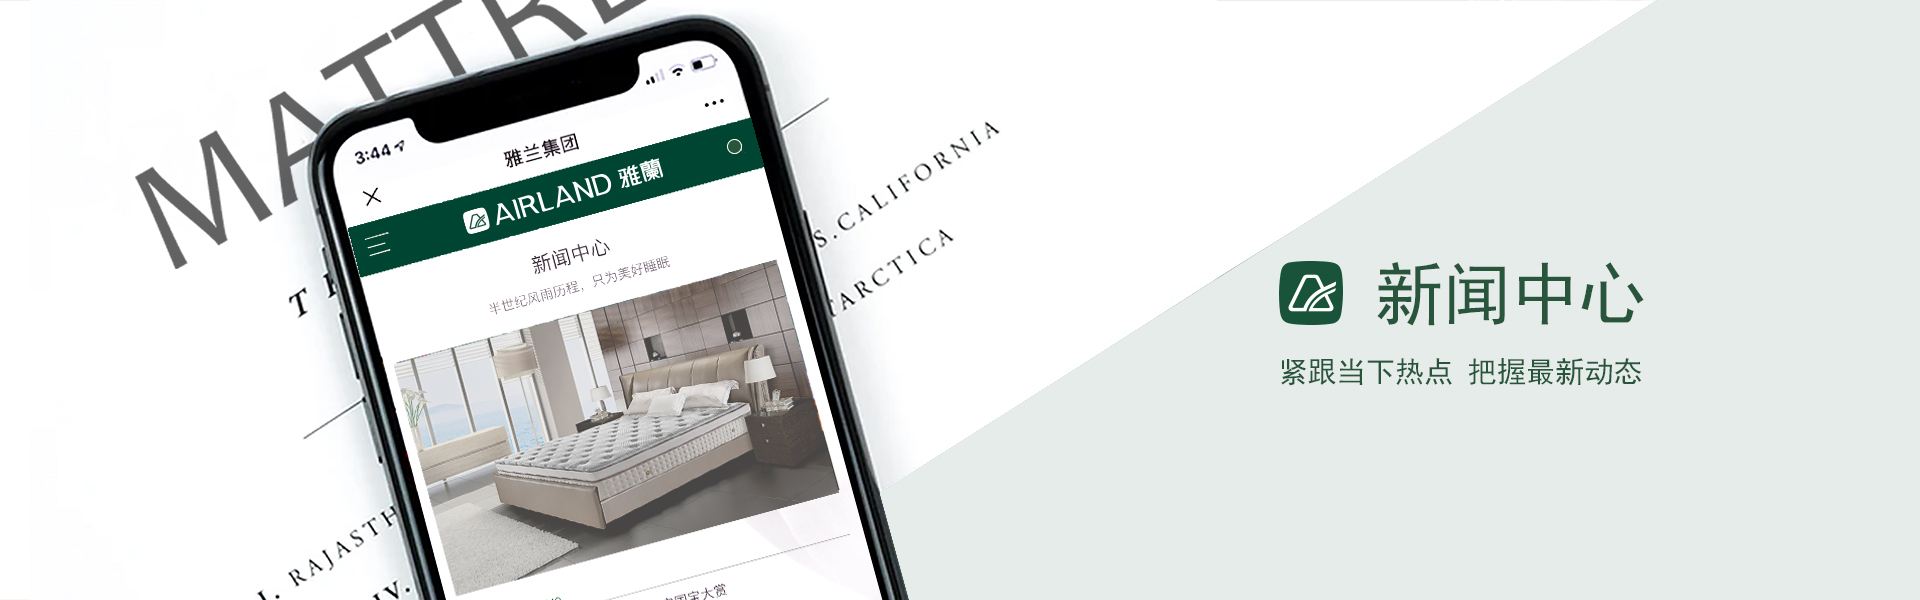 MATTRE
3:44
雅兰集团
AIRLAND 雅蘭
新闻中心
半世纪风雨历程，只为美好睡眠
S.CALIFORNIA
TARCTICA
I. RAJASTH
IV.
国宝大赏
新闻中心
紧跟当下热点 把握最新动态